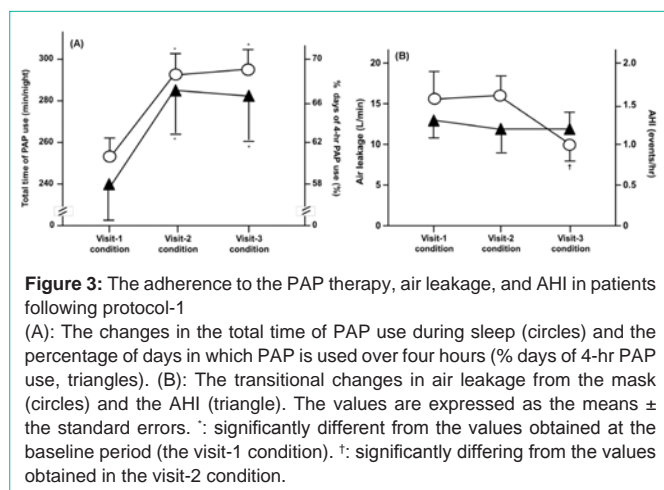 (A)
300
280
260
240
0
Total time of PAP use (min/night)
70
66
62
58
0
% days of 4-hr PAP use (%)
*
*
*
*
Visit-1
condition
Visit-2
condition
Visit-3
condition
(B)
20
15
10
5
0
Air leakage (L/min)
2.0
1.5
1.0
0.5
0
AHI (events/hr)
†
Visit-1
condition
Visit-2
condition
Visit-3
condition
Figure 3: The adherence to the PAP therapy, air leakage, and AHI in patients
following protocol-1
(A): The changes in the total time of PAP use during sleep (circles) and the
percentage of days in which PAP is used over four hours (% days of 4-hr PAP
use, triangles). (B): The transitional changes in air leakage from the mask
(circles) and the AHI (triangle). The values are expressed as the means ±
the standard errors. *: significantly different from the values obtained at the
baseline period (the visit-1 condition). †: significantly differing from the values
obtained in the visit-2 condition.